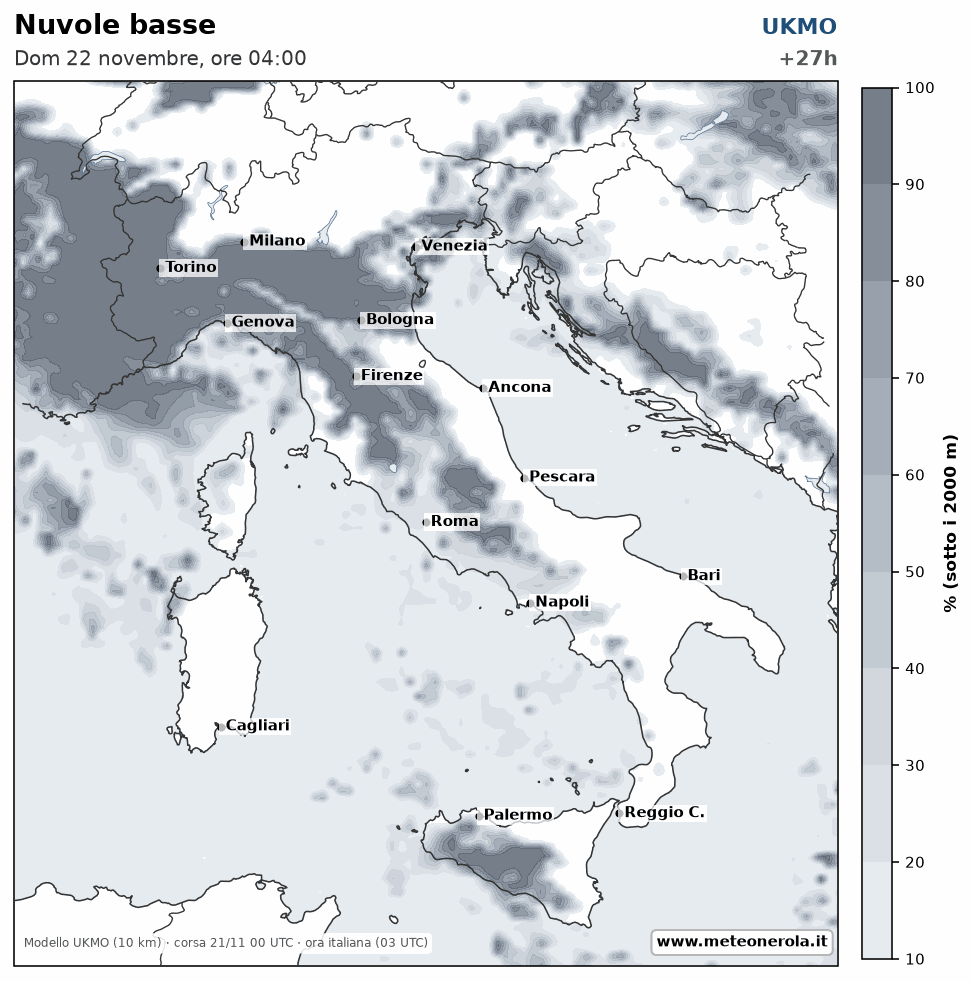 Nuvole basse
UKMO
Dom 22 novembre, ore 04:00
+27h
Milano
Venezia
Torino
Genova
Bologna
Firenze
Ancona
Pescara
Roma
Bari
Napoli
Cagliari
Palermo
Reggio C.
100
90
80
70
60
50
40
30
20
10
% (sotto i 2000 m)
Modello UKMO (10 km) · corsa 21/11 00 UTC · ora italiana (03 UTC)
www.meteonerola.it